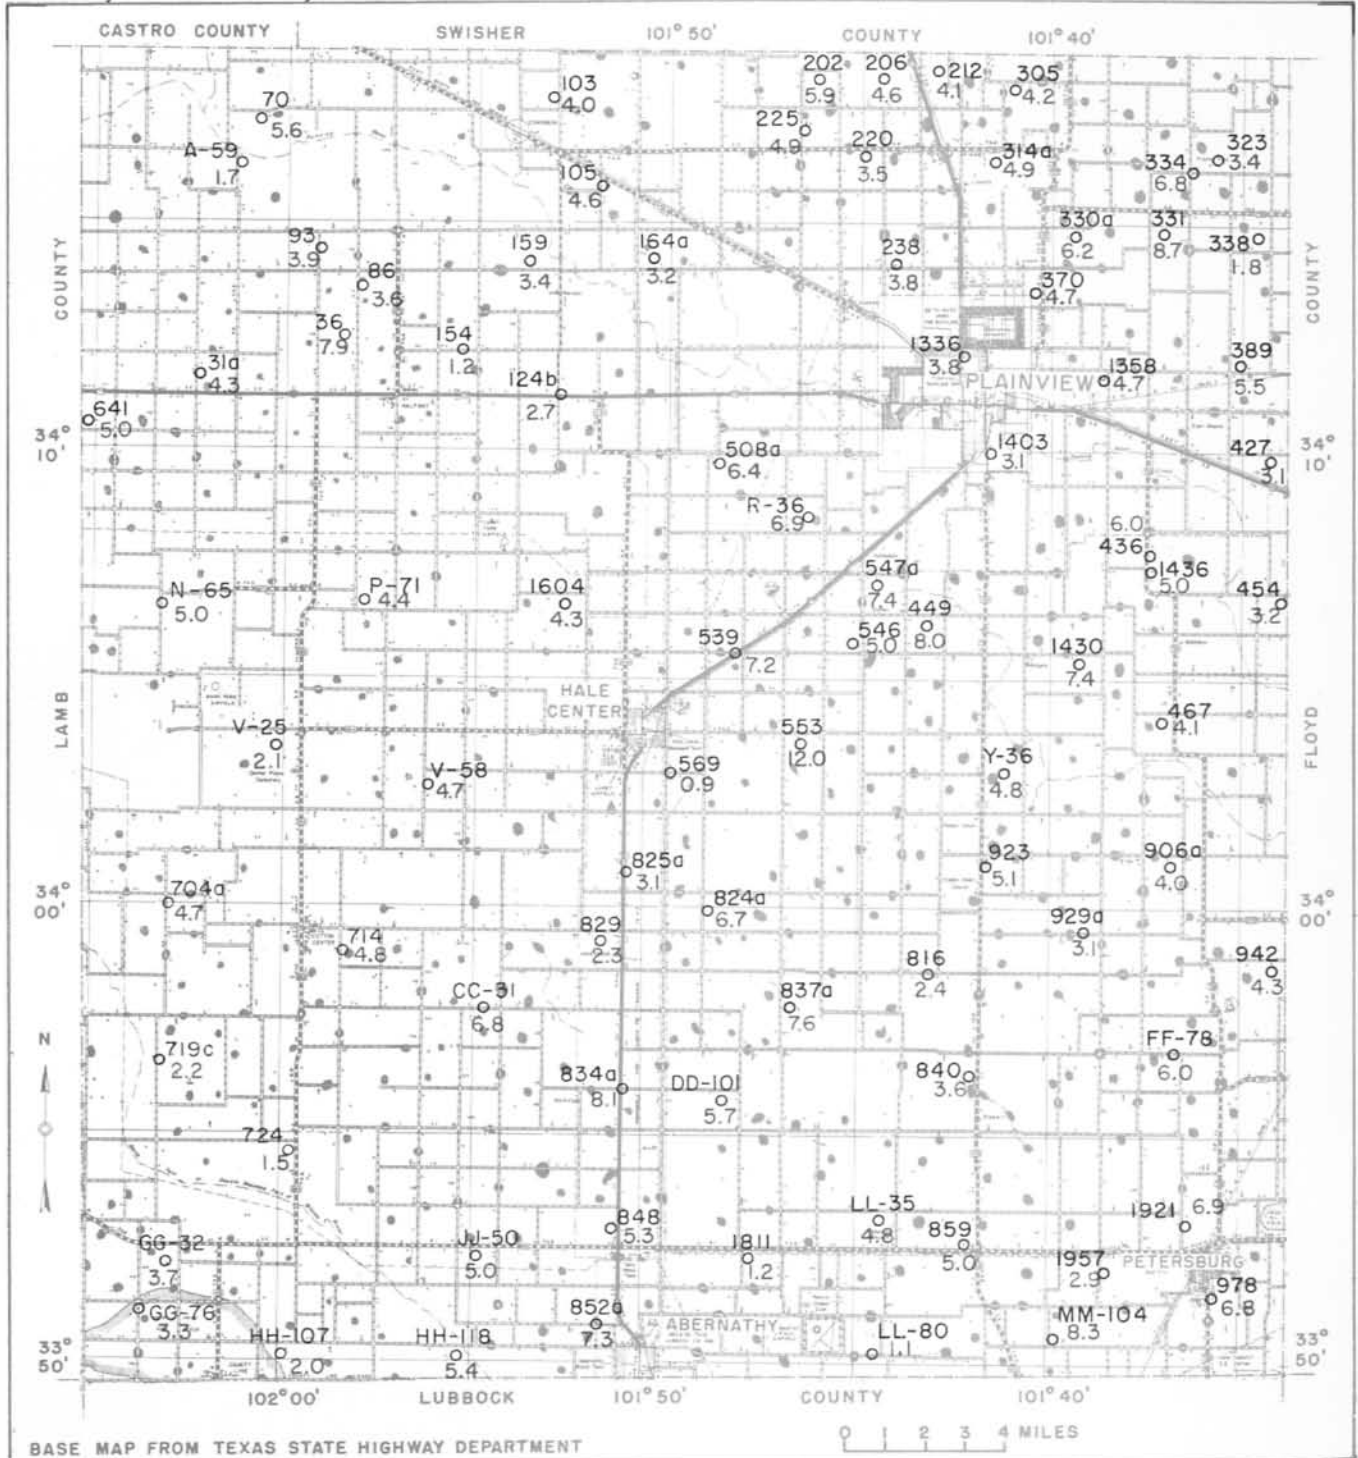 CASTRO COUNTY SWISHER 101° 50' COUNTY 101° 40'
202 206 212 305
5.9 4.6 4.1 4.2
103
4.0
70
5.6
225
4.9
220
3.5
314a
4.9
323
3.4
334
6.8
A-59
1.7
105
4.6
330a
6.2
331
8.7
338
1.8
93
3.9
159
3.4
164a
3.2
238
3.8
86
3.6
370
4.7
COUNTY
COUNTY
36
7.9
154
1.2
1336
3.8
389
5.5
31a
4.3
124b
2.7
PLAINVIEW
1358
4.7
641
5.0
34°
10'
508a
6.4
1403
3.1
427
3.1
34°
10'
R-36
6.9
6.0
436
1436
5.0
547a
7.4
N-65
5.0
P-71
4.4
1604
4.3
449
8.0
454
3.2
546
5.0
539
7.2
1430
7.4
HALE
CENTER
LAMB
FLOYD
467
4.1
V-25
2.1
553
12.0
V-58
4.7
569
0.9
Y-36
4.8
825a
3.1
923
5.1
906a
4.0
34°
00'
704a
4.7
824a
6.7
34°
00'
714
4.8
829
2.3
929a
3.1
816
2.4
942
4.3
CC-31
6.8
837a
7.6
N
719c
2.2
FF-78
6.0
834a
8.1
DD-101
5.7
840
3.6
724
1.5
848
5.3
LL-35
4.8
859
5.0
1921
6.9
GG-32
3.7
JJ-50
5.0
1811
1.2
1957
2.9
PETERSBURG
GG-76
3.3
978
6.8
852a
7.3
ABERNATHY
MM-104
8.3
33°
50'
HH-107
2.0
HH-118
5.4
LL-80
1.1
33°
50'
102°00' LUBBOCK 101°50' COUNTY 101°40'
0 1 2 3 4 MILES
BASE MAP FROM TEXAS STATE HIGHWAY DEPARTMENT